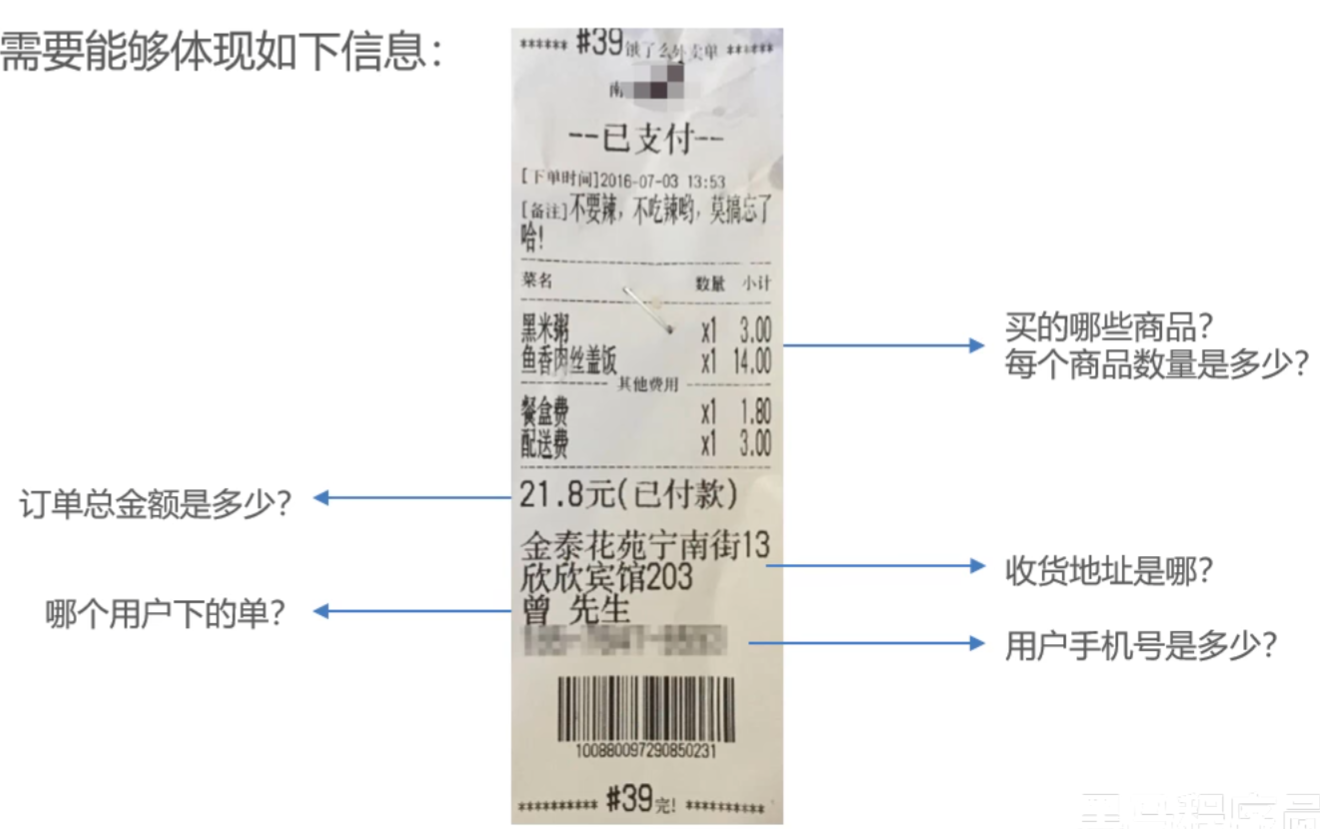 需要能够体现如下信息：
****** #39饿了么外卖单 ******
南
--已支付--
[下单时间]2016-07-03 13:53
[备注]不要辣，不吃辣哟，莫搞忘了
哈！
菜名 数量 小计
黑米粥 x1 3.00
鱼香肉丝盖饭 x1 14.00
其他费用
餐盒费 x1 1.80
配送费 x1 3.00
21.8元(已付款)
金泰花苑宁南街13
欣欣宾馆203
曾 先生
100880097290850231
********** #39完! **********
买的哪些商品？
每个商品数量是多少？
订单总金额是多少？
收货地址是哪？
哪个用户下的单？
用户手机号是多少？
黑马程序员